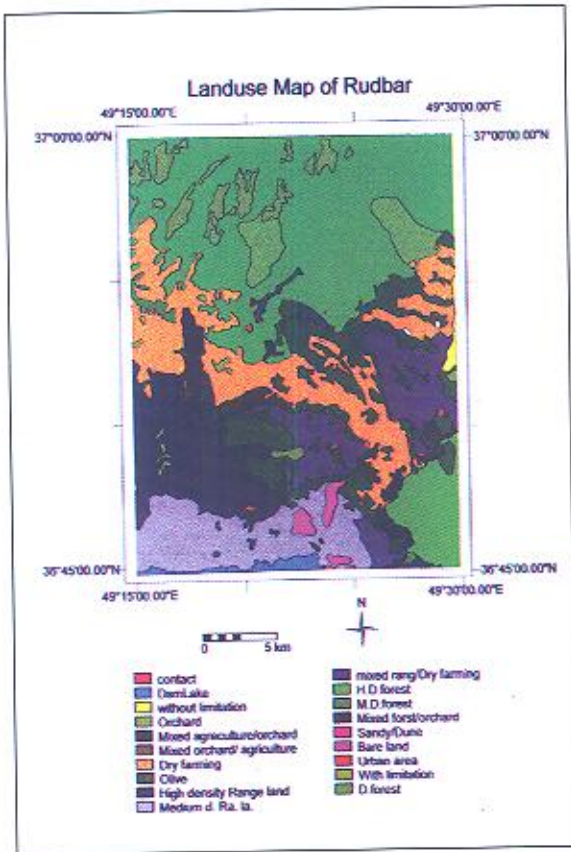 Landuse Map of Rudbar
49°15'00.00"E 49°30'00.00"E
37°00'00.00"N 37°00'00.00"N
36°45'00.00"N 36°45'00.00"N
49°15'00.00"E 49°30'00.00"E
N
0 5 km
contact
DamLake
without limitation
Orchard
Mixed agriculture/orchard
Mixed orchard/ agriculture
Dry farming
Olive
High density Range land
Medium d. Ra. la.
mixed rang/Dry farming
H.D.forest
M.D.forest
Mixed forst/orchard
Sandy/Dune
Bare land
Urban area
With limitation
D.forest